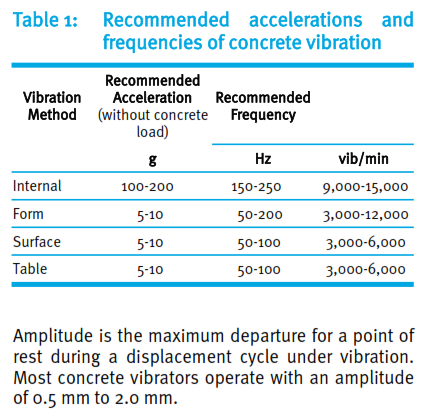 Table 1: Recommended accelerations and
frequencies of concrete vibration
Vibration Method Recommended Acceleration (without concrete load) Recommended Frequency
g Hz vib/min
Internal 100-200 150-250 9,000-15,000
Form 5-10 50-200 3,000-12,000
Surface 5-10 50-100 3,000-6,000
Table 5-10 50-100 3,000-6,000
Amplitude is the maximum departure for a point of
rest during a displacement cycle under vibration.
Most concrete vibrators operate with an amplitude
of 0.5 mm to 2.0 mm.